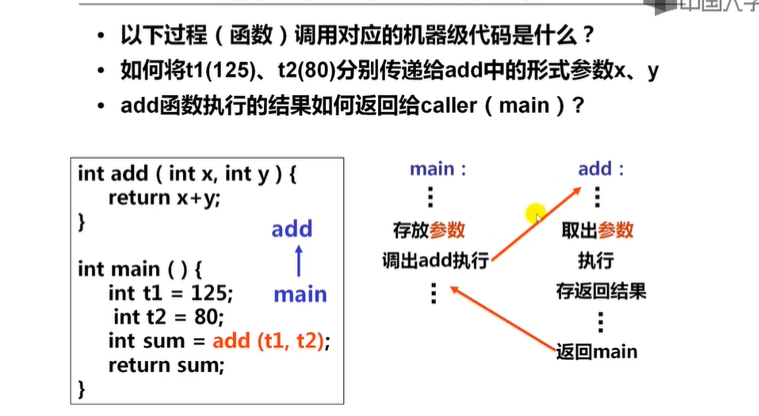 • 以下过程（函数）调用对应的机器级代码是什么？
• 如何将t1(125)、t2(80)分别传递给add中的形式参数x、y
• add函数执行的结果如何返回给caller（main）？
int add ( int x, int y ) {
return x+y;
}
int main ( ) {
int t1 = 125;
int t2 = 80;
int sum = add (t1, t2);
return sum;
}
add
main
main：
存放参数
调出add执行
add：
取出参数
执行
存返回结果
返回main